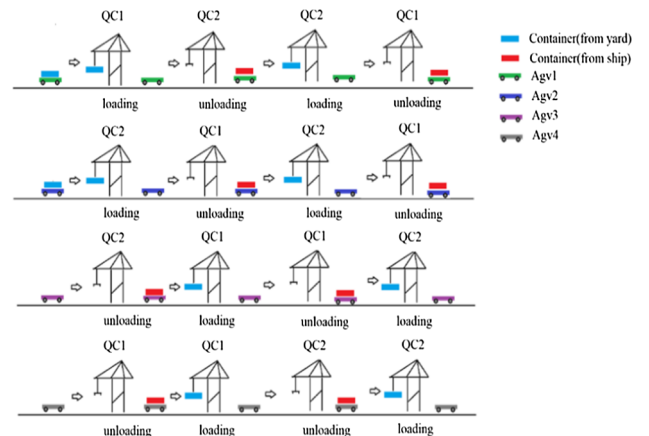 QC1 QC2 QC2 QC1
Container(from yard)
Container(from ship)
Agv1
Agv2
Agv3
Agv4
loading unloading loading unloading
QC2 QC1 QC2 QC1
loading unloading loading unloading
QC2 QC1 QC1 QC2
unloading loading unloading loading
QC1 QC1 QC2 QC2
unloading loading unloading loading